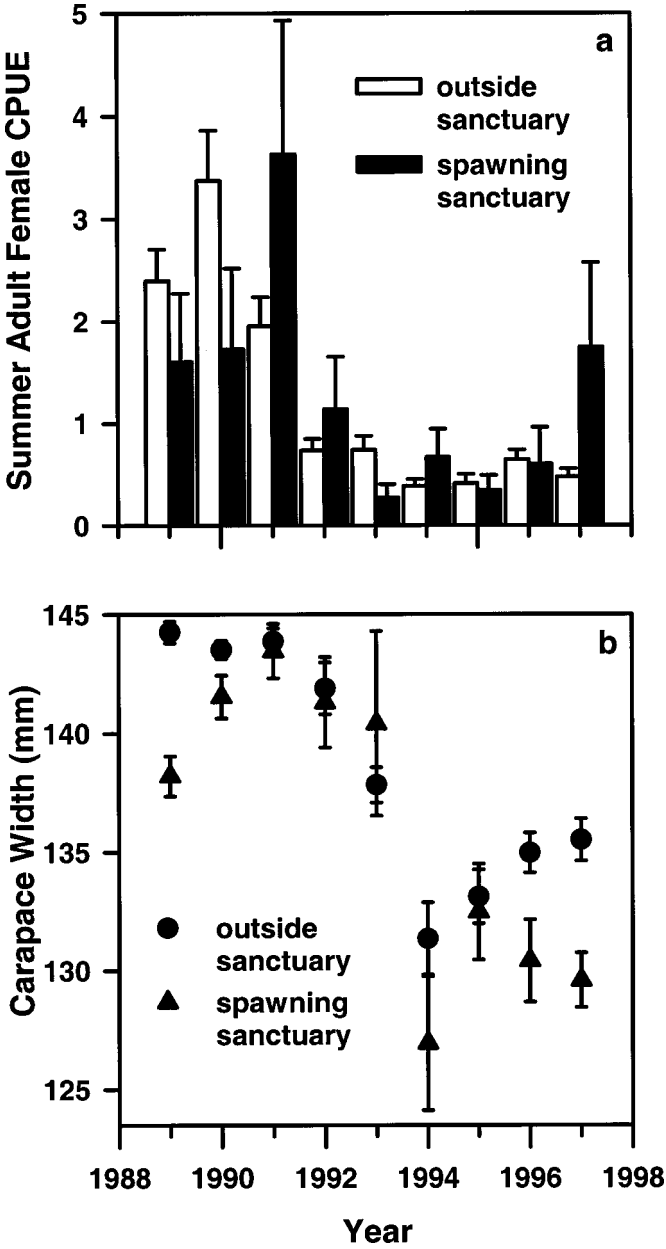 a
Summer Adult Female CPUE
5
4
3
2
1
0
outside
sanctuary
spawning
sanctuary
b
Carapace Width (mm)
145
140
135
130
125
outside
sanctuary
spawning
sanctuary
1988 1990 1992 1994 1996 1998
Year